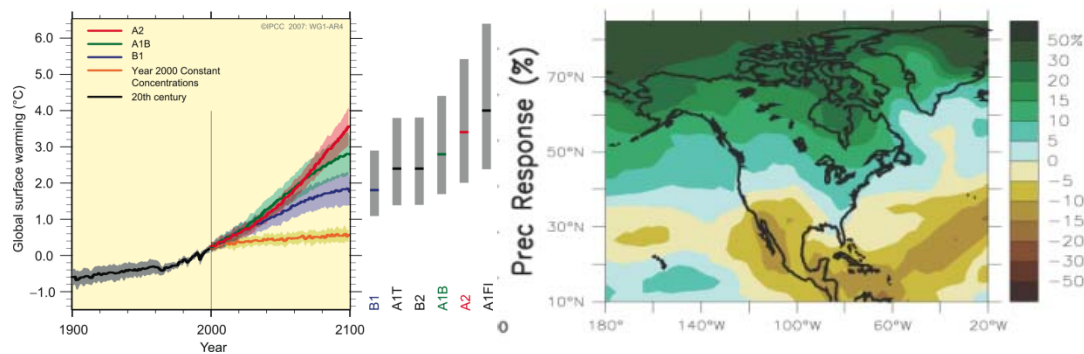 ©IPCC 2007: WG1-AR4
6.0
5.0
4.0
3.0
2.0
1.0
0.0
−1.0
Global surface warming (°C)
A2
A1B
B1
Year 2000 Constant
Concentrations
20th century
1900
2000
2100
Year
B1
A1T
B2
A1B
A2
A1FI
Prec Response (%)
70°N
50°N
30°N
10°N
180°
140°W
100°W
60°W
20°W
50%
30
20
15
10
5
0
-5
-10
-15
-20
-30
-50